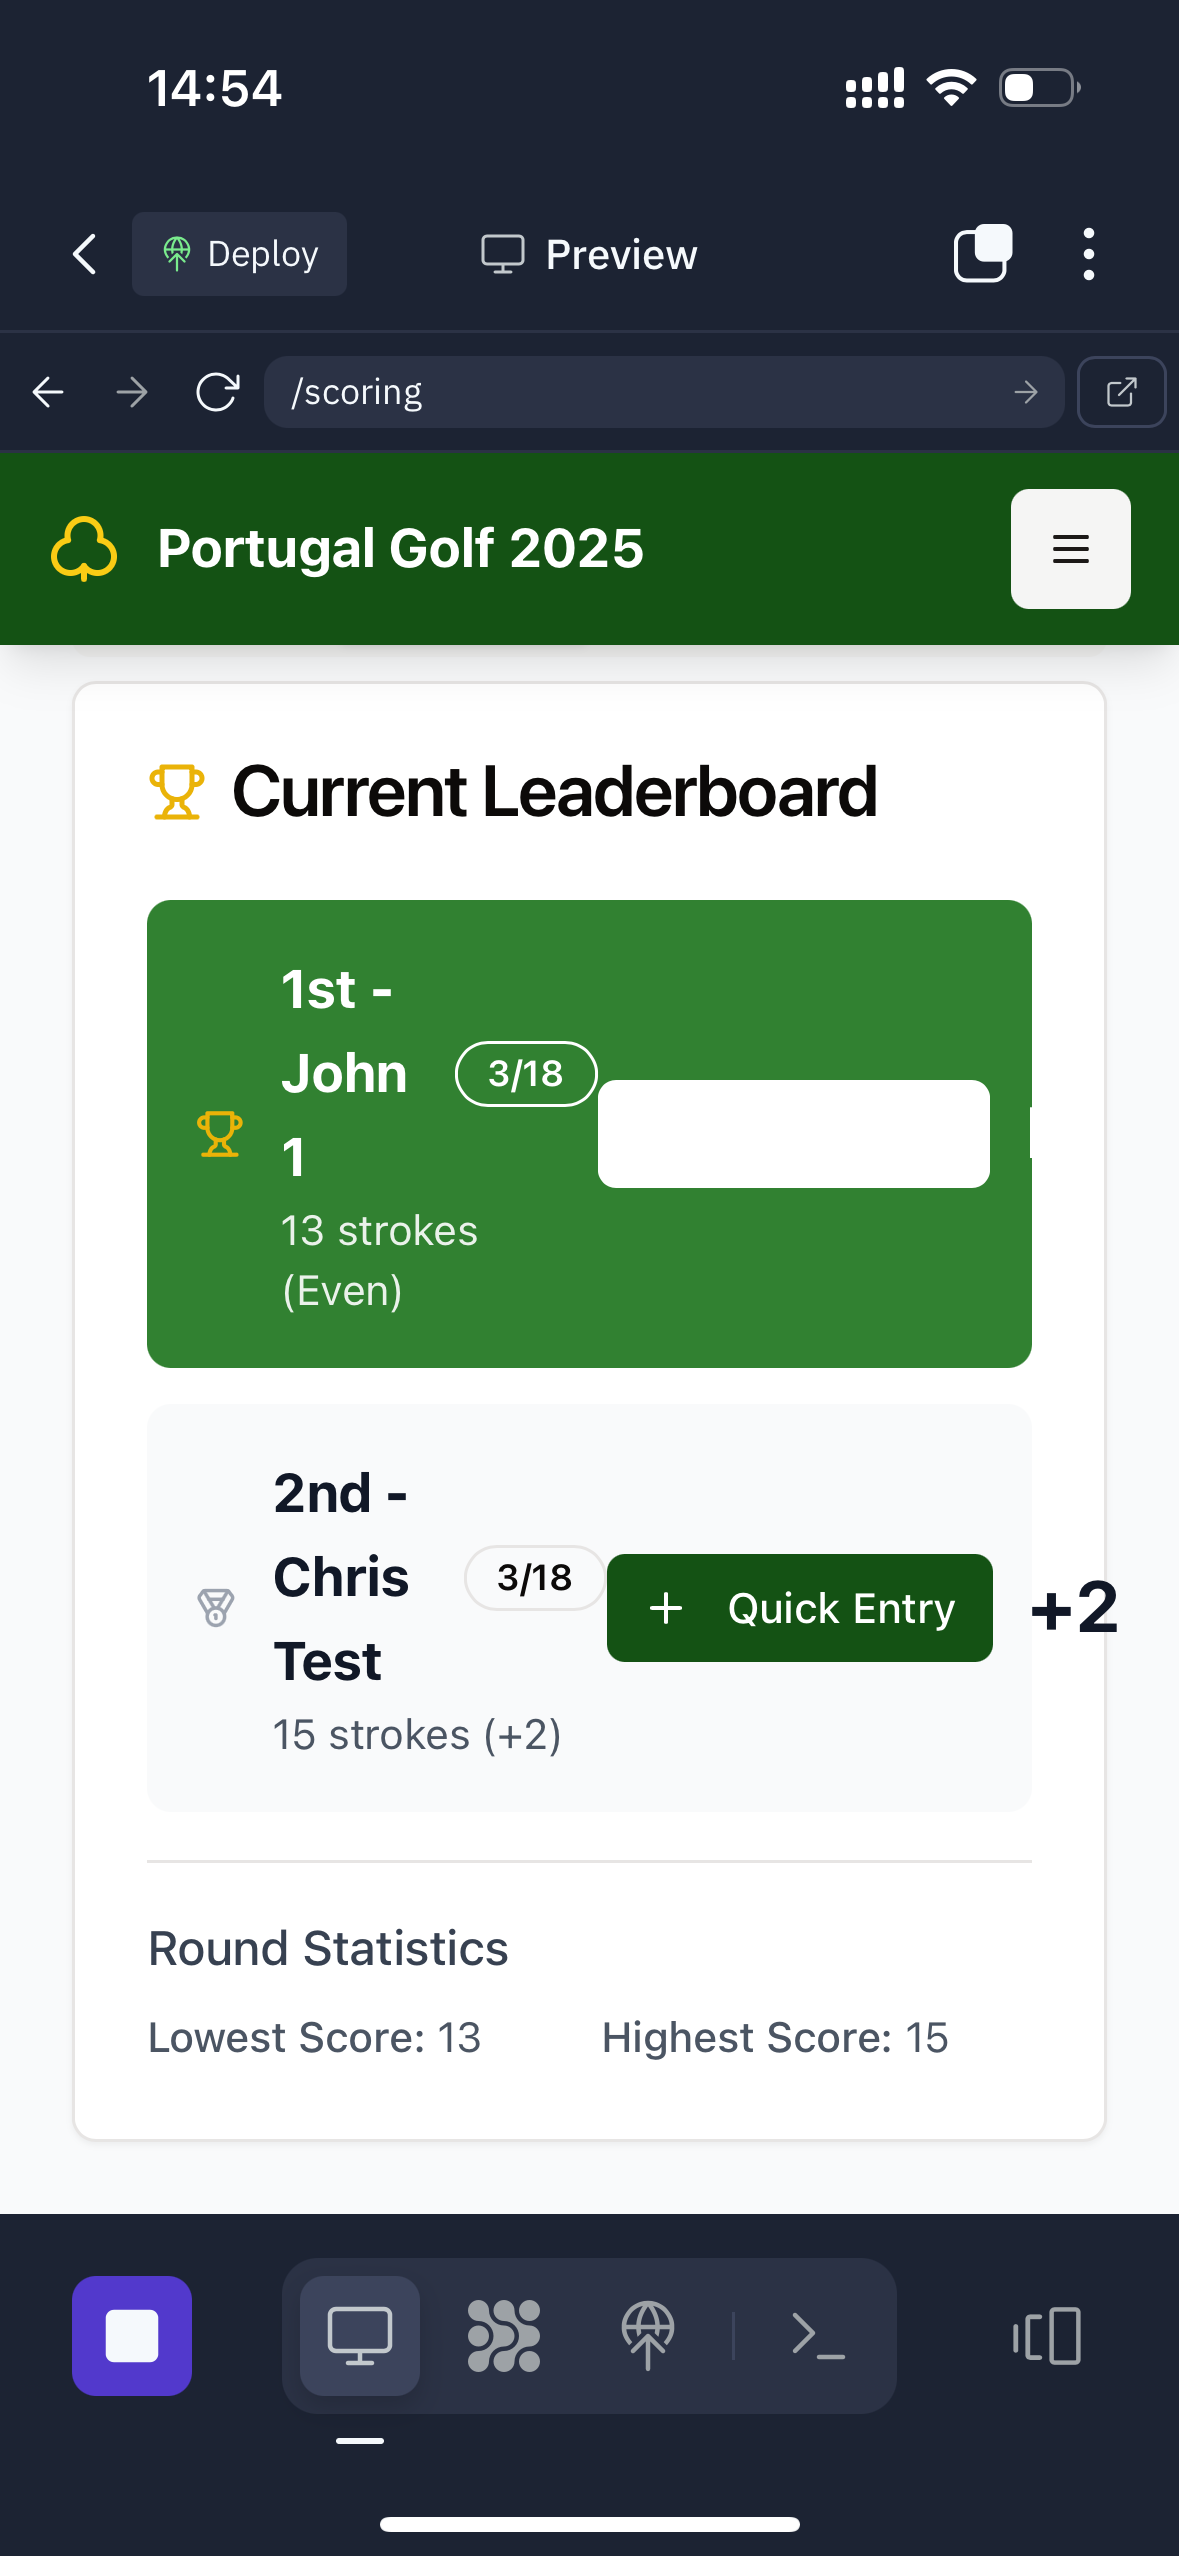 14:54
Deploy
Preview
/scoring
Portugal Golf 2025
Current Leaderboard
1st -
John
1
3/18
13 strokes
(Even)
2nd -
Chris
Test
3/18
Quick Entry
+2
15 strokes (+2)
Round Statistics
Lowest Score: 13
Highest Score: 15